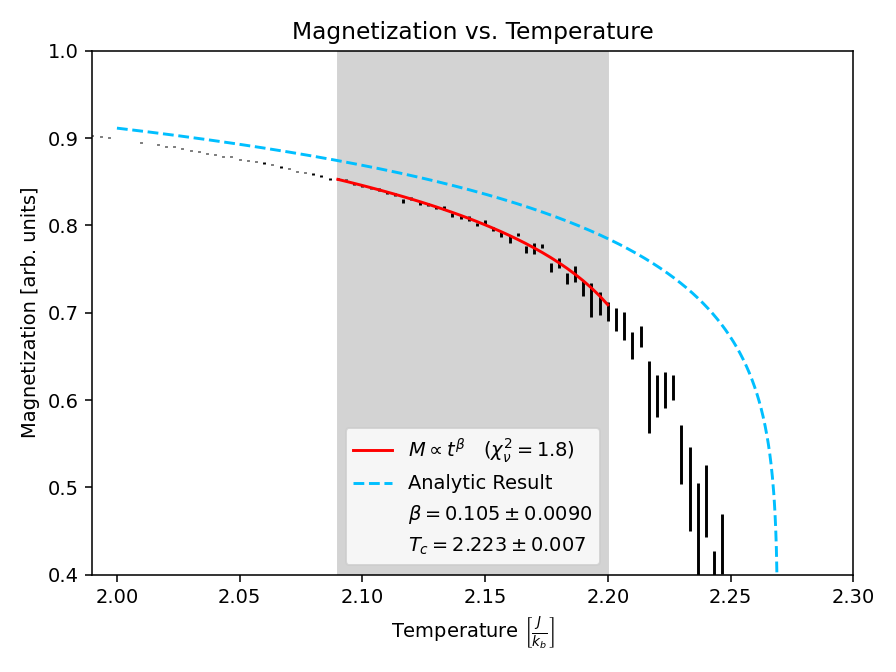 Magnetization vs. Temperature
Magnetization [arb. units]
1.0
0.9
0.8
0.7
0.6
0.5
0.4
M ∝ t^β (χ²_ν = 1.8)
Analytic Result
β = 0.105 ± 0.0090
T_c = 2.223 ± 0.007
2.00 2.05 2.10 2.15 2.20 2.25 2.30
Temperature [J/k_b]